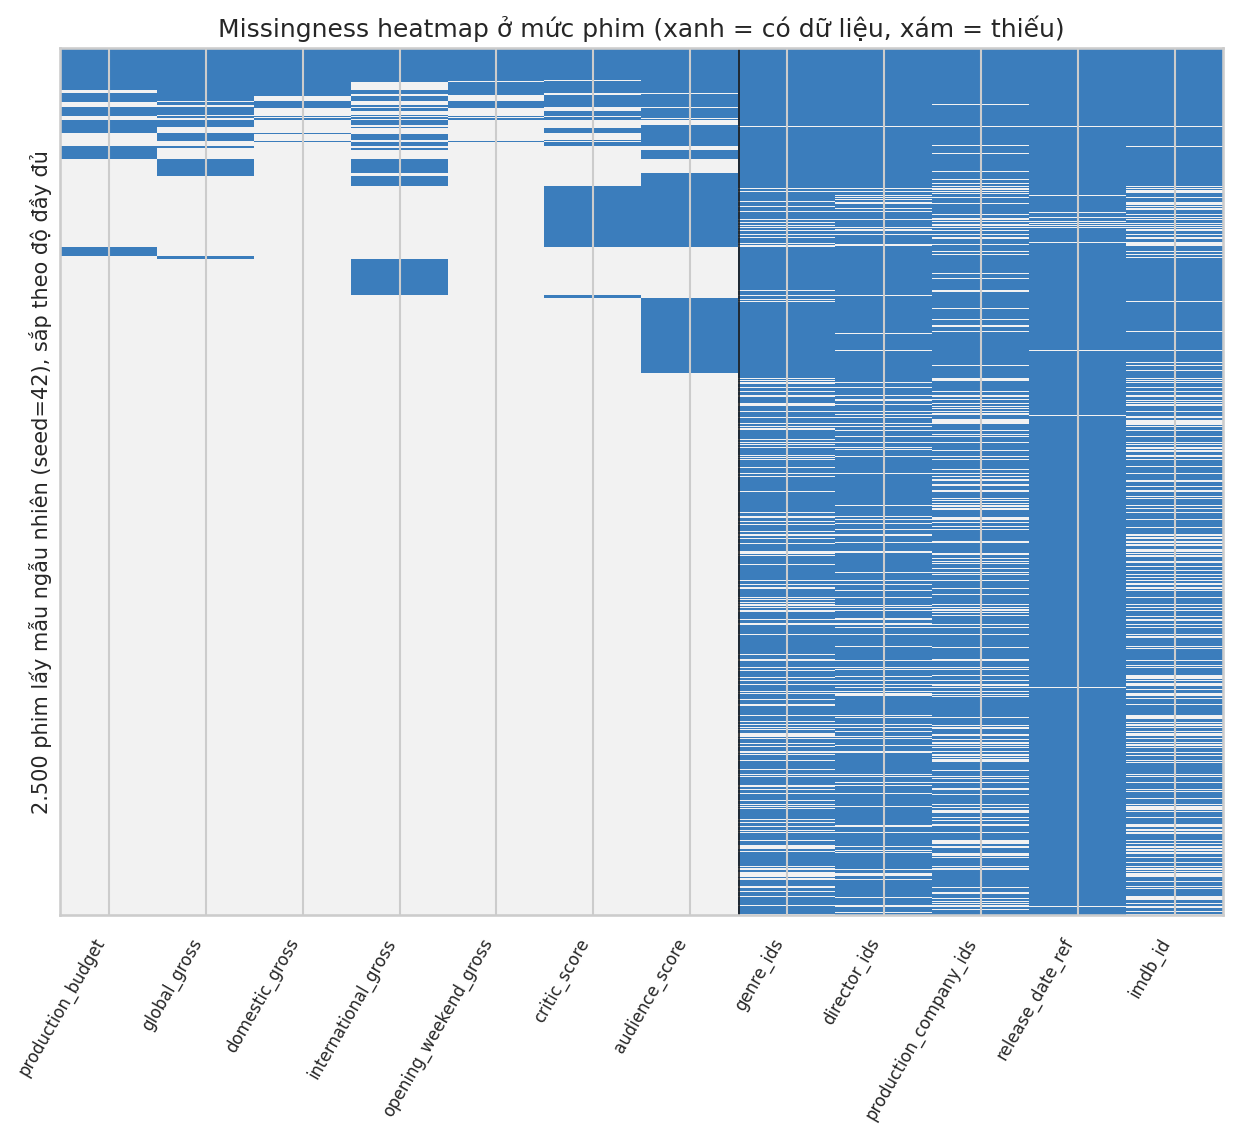 Missingness heatmap ở mức phim (xanh = có dữ liệu, xám = thiếu)
2.500 phim lấy mẫu ngẫu nhiên (seed=42), sắp theo độ đầy đủ
production_budget
global_gross
domestic_gross
international_gross
opening_weekend_gross
critic_score
audience_score
genre_ids
director_ids
production_company_ids
release_date_ref
imdb_id